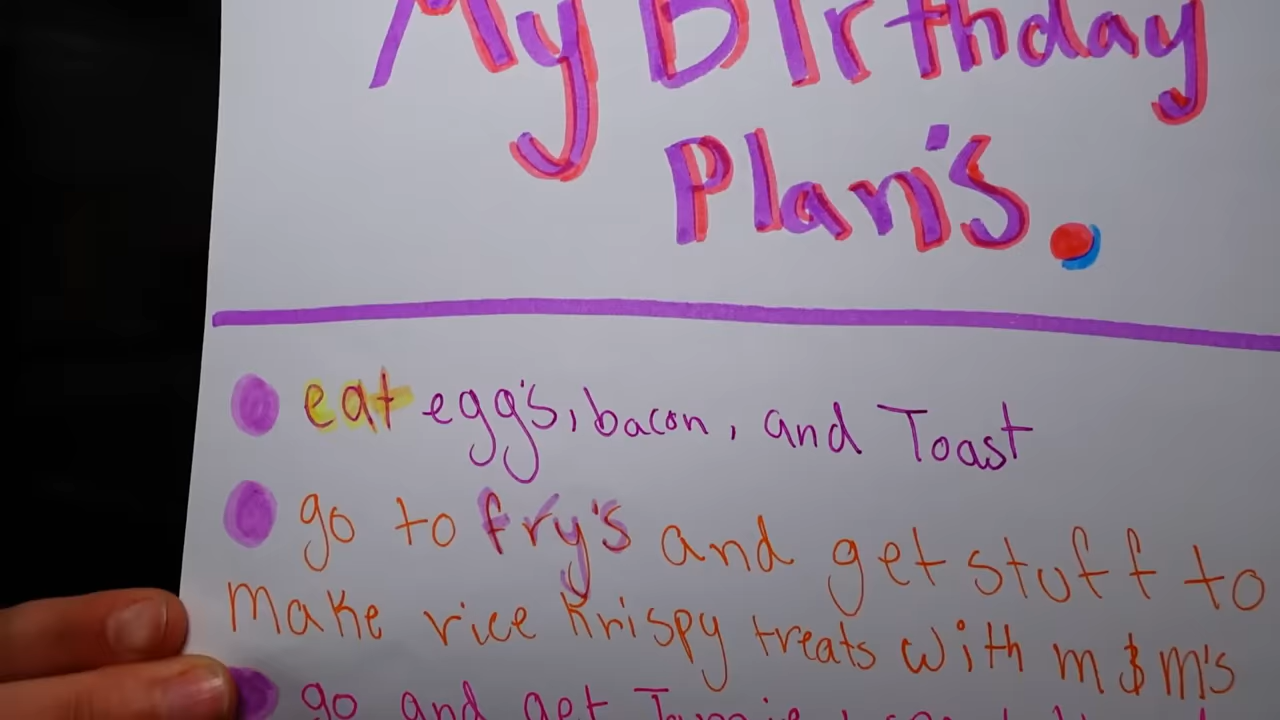 My Birthday
Plan's.
eat egg's, bacon, and Toast
go to fry's and get stuff to
make rice krispy treats with m&m's
go and get